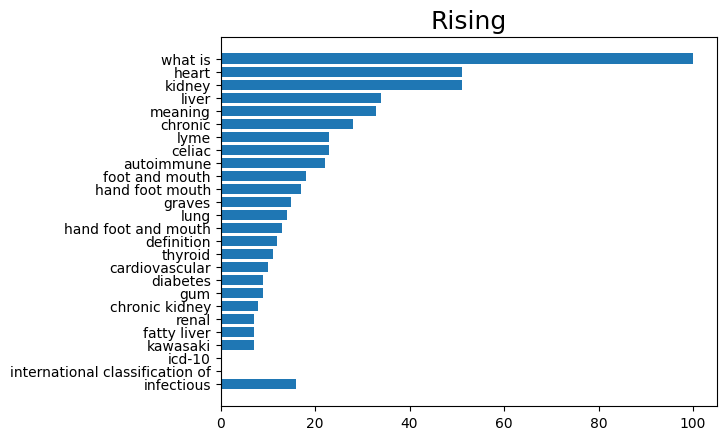 Rising
what is
heart
kidney
liver
meaning
chronic
lyme
celiac
autoimmune
foot and mouth
hand foot mouth
graves
lung
hand foot and mouth
definition
thyroid
cardiovascular
diabetes
gum
chronic kidney
renal
fatty liver
kawasaki
icd-10
international classification of
infectious
0 20 40 60 80 100